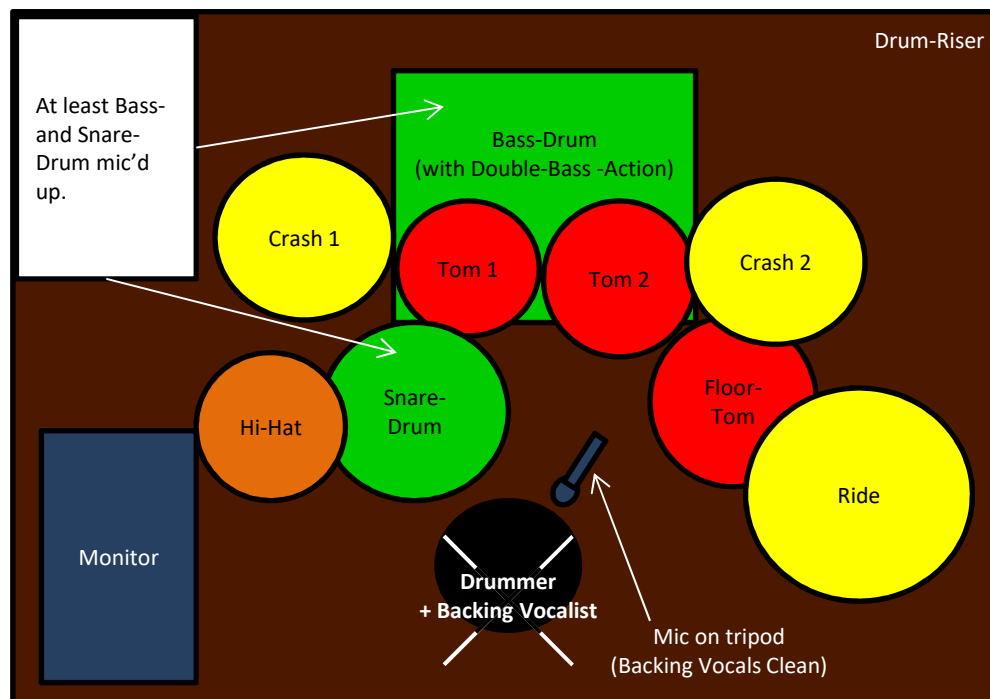 Drum-Riser
At least Bass-
and Snare-
Drum mic’d
up.
Bass-Drum
(with Double-Bass -Action)
Crash 1
Tom 1
Tom 2
Crash 2
Snare-
Drum
Hi-Hat
Floor-
Tom
Ride
Monitor
Drummer
+ Backing Vocalist
Mic on tripod
(Backing Vocals Clean)